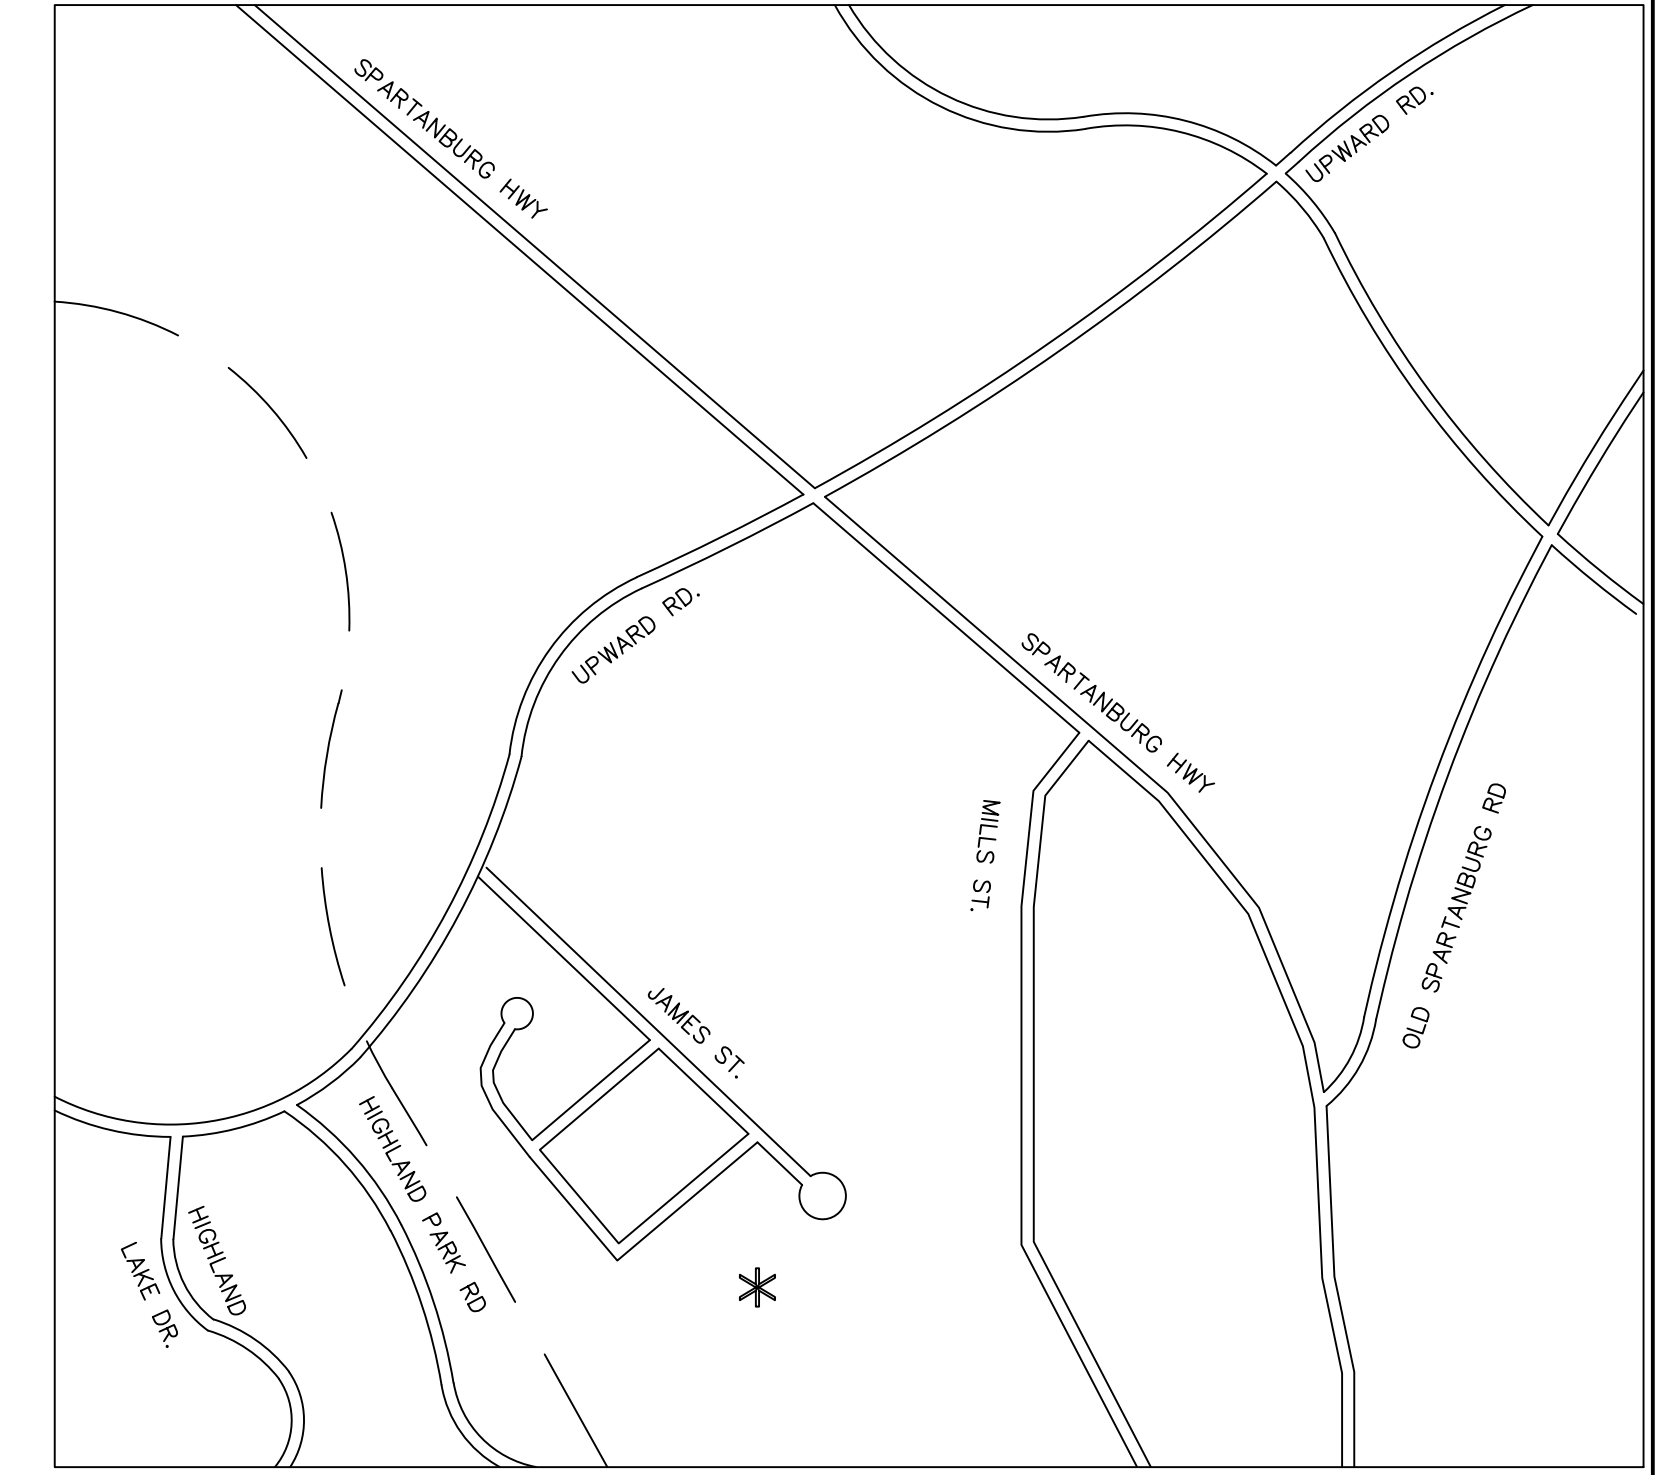 SPARTANBURG HWY
UPWARD RD.
UPWARD RD.
SPARTANBURG HWY
MILLS ST.
OLD SPARTANBURG RD
JAMES ST.
HIGHLAND PARK RD
HIGHLAND
LAKE DR.